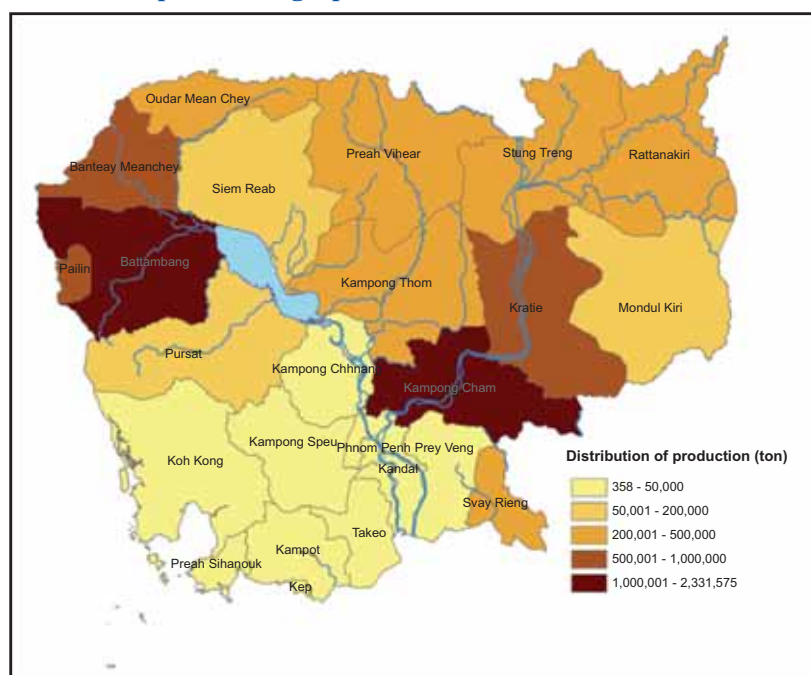 Oudar Mean Chey
Banteay Meanchey
Siem Reab
Preah Vihear
Stung Treng
Rattanakiri
Pailin
Battambang
Kampong Thom
Kratie
Mondul Kiri
Pursat
Kampong Chhnan
Kampong Cham
Koh Kong
Kampong Speu
Phnom Penh Prey Veng
Kandal
Svay Rieng
Takeo
Kampot
Preah Sihanouk
Kep
Distribution of production (ton)
358 - 50,000
50,001 - 200,000
200,001 - 500,000
500,001 - 1,000,000
1,000,001 - 2,331,575